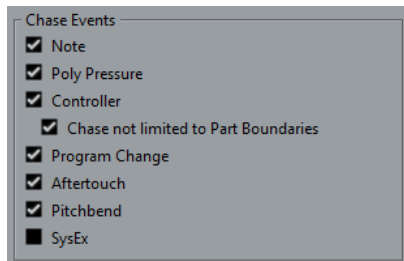 Chase Events
Note
Poly Pressure
Controller
Chase not limited to Part Boundaries
Program Change
Aftertouch
Pitchbend
SysEx